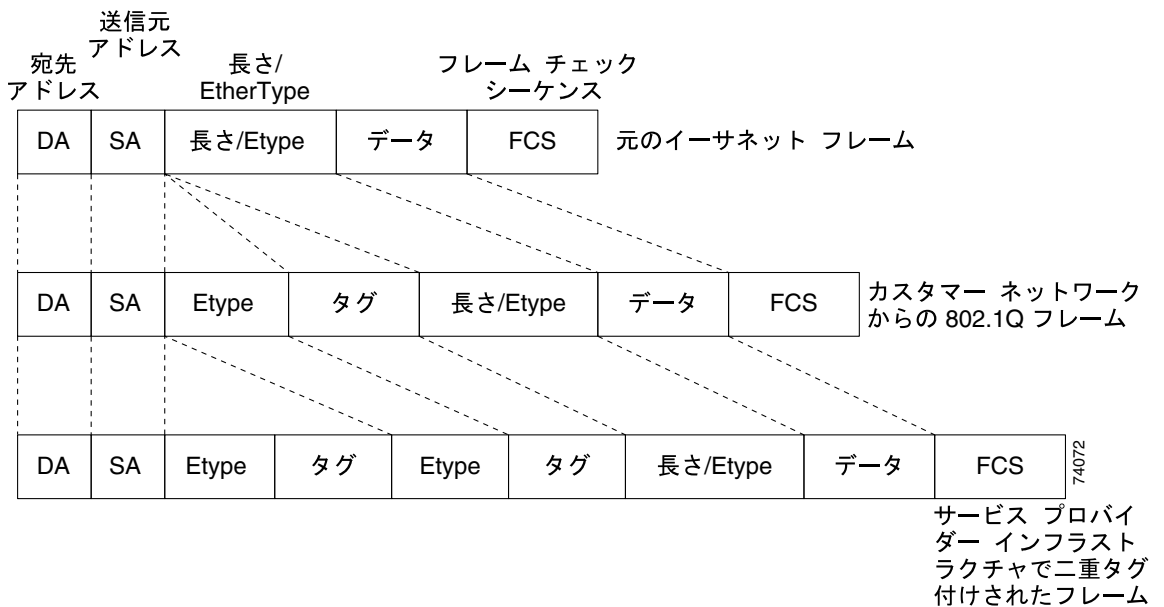 送信元
アドレス
宛先
アドレス
長さ/
EtherType
フレーム チェック
シーケンス
DA SA 長さ/Etype データ FCS 元のイーサネット フレーム
DA SA Etype タグ 長さ/Etype データ FCS
カスタマー ネットワーク
からの 802.1Q フレーム
DA SA Etype タグ Etype タグ 長さ/Etype データ FCS
74072
サービス プロバイ
ダー インフラスト
ラクチャで二重タグ
付けされたフレーム